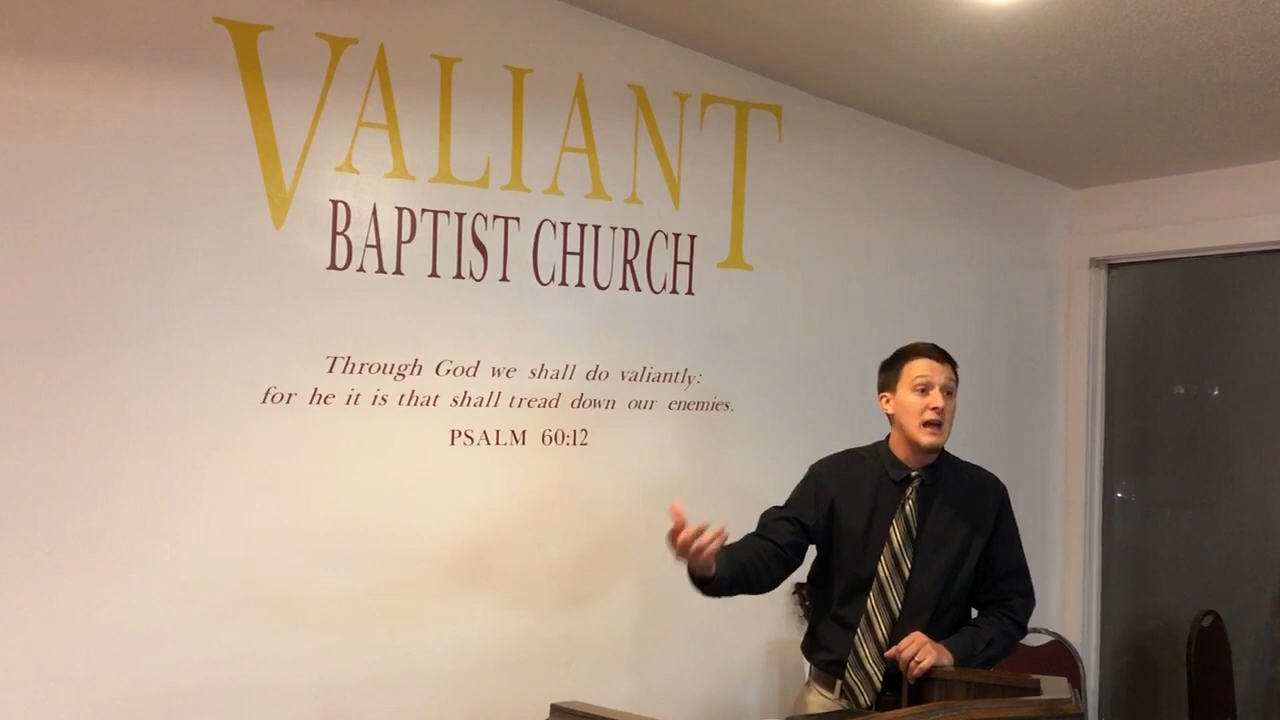 VALIANT
BAPTIST CHURCH
Through God we shall do valiantly:
for he it is that shall tread down our enemies.
PSALM 60:12